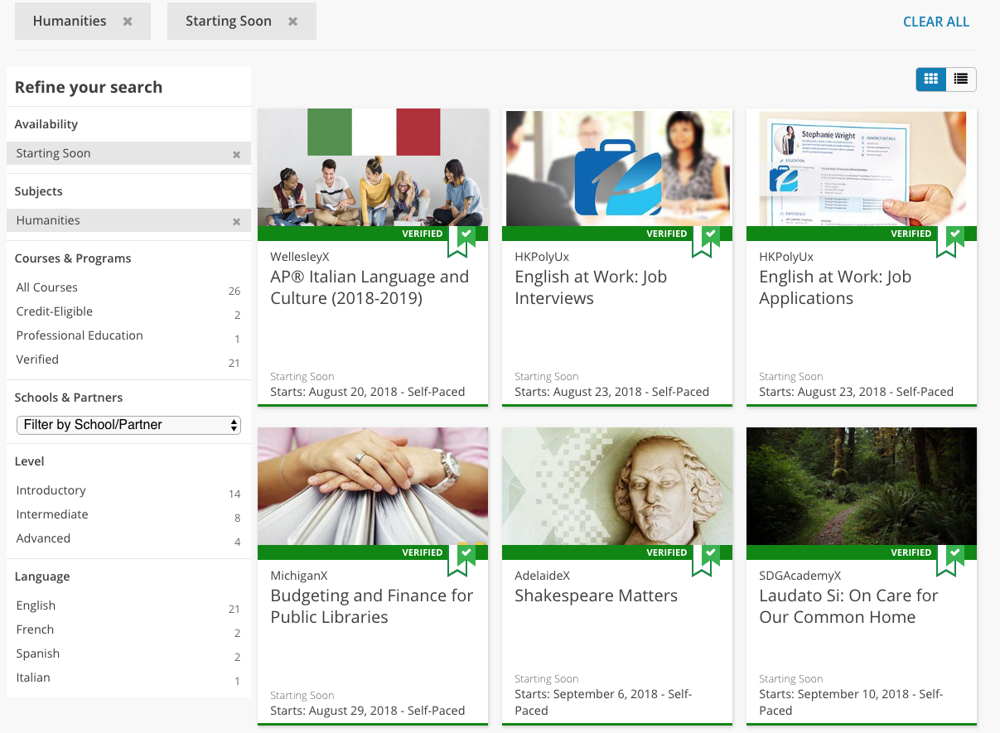 Humanities
Starting Soon
CLEAR ALL
Refine your search
Availability
Starting Soon
Subjects
Humanities
Courses & Programs
All Courses 26
Credit-Eligible 2
Professional Education 1
Verified 21
Schools & Partners
Filter by School/Partner
Level
Introductory 14
Intermediate 8
Advanced 4
Language
English 21
French 2
Spanish 2
Italian 1
VERIFIED
WellesleyX
AP® Italian Language and
Culture (2018-2019)
Starting Soon
Starts: August 20, 2018 - Self-Paced
VERIFIED
HKPolyUx
English at Work: Job
Interviews
Starting Soon
Starts: August 23, 2018 - Self-Paced
Stephanie Wright
CONTACT DETAILS
EDUCATION
EXPERIENCE
VERIFIED
HKPolyUx
English at Work: Job
Applications
Starting Soon
Starts: August 23, 2018 - Self-Paced
VERIFIED
MichiganX
Budgeting and Finance for
Public Libraries
Starting Soon
Starts: August 29, 2018 - Self-Paced
VERIFIED
AdelaideX
Shakespeare Matters
Starting Soon
Starts: September 6, 2018 - Self-
Paced
VERIFIED
SDGAcademyX
Laudato Si: On Care for
Our Common Home
Starting Soon
Starts: September 10, 2018 - Self-
Paced